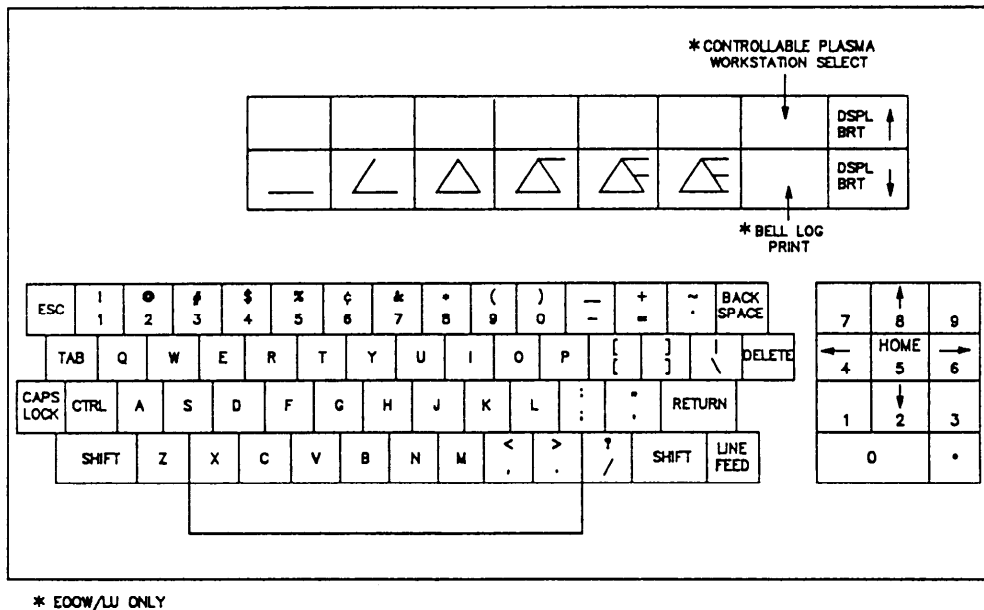 * CONTROLLABLE PLASMA
WORKSTATION SELECT
DSPL
BRT ↑
DSPL
BRT ↓
* BELL LOG
PRINT
ESC ! 1 @ 2 # 3 $ 4 % 5 ¢ 6 & 7 * 8 ( 9 ) 0 — - + = ~ ` BACK SPACE
TAB Q W E R T Y U I O P [ [ ] ] | \ DELETE
CAPS LOCK CTRL A S D F G H J K L : ; " ' RETURN
SHIFT Z X C V B N M < , > . ? / SHIFT LINE FEED
7 ↑ 8 9
← 4 HOME 5 → 6
1 ↓ 2 3
0 .
* EOOW/LU ONLY